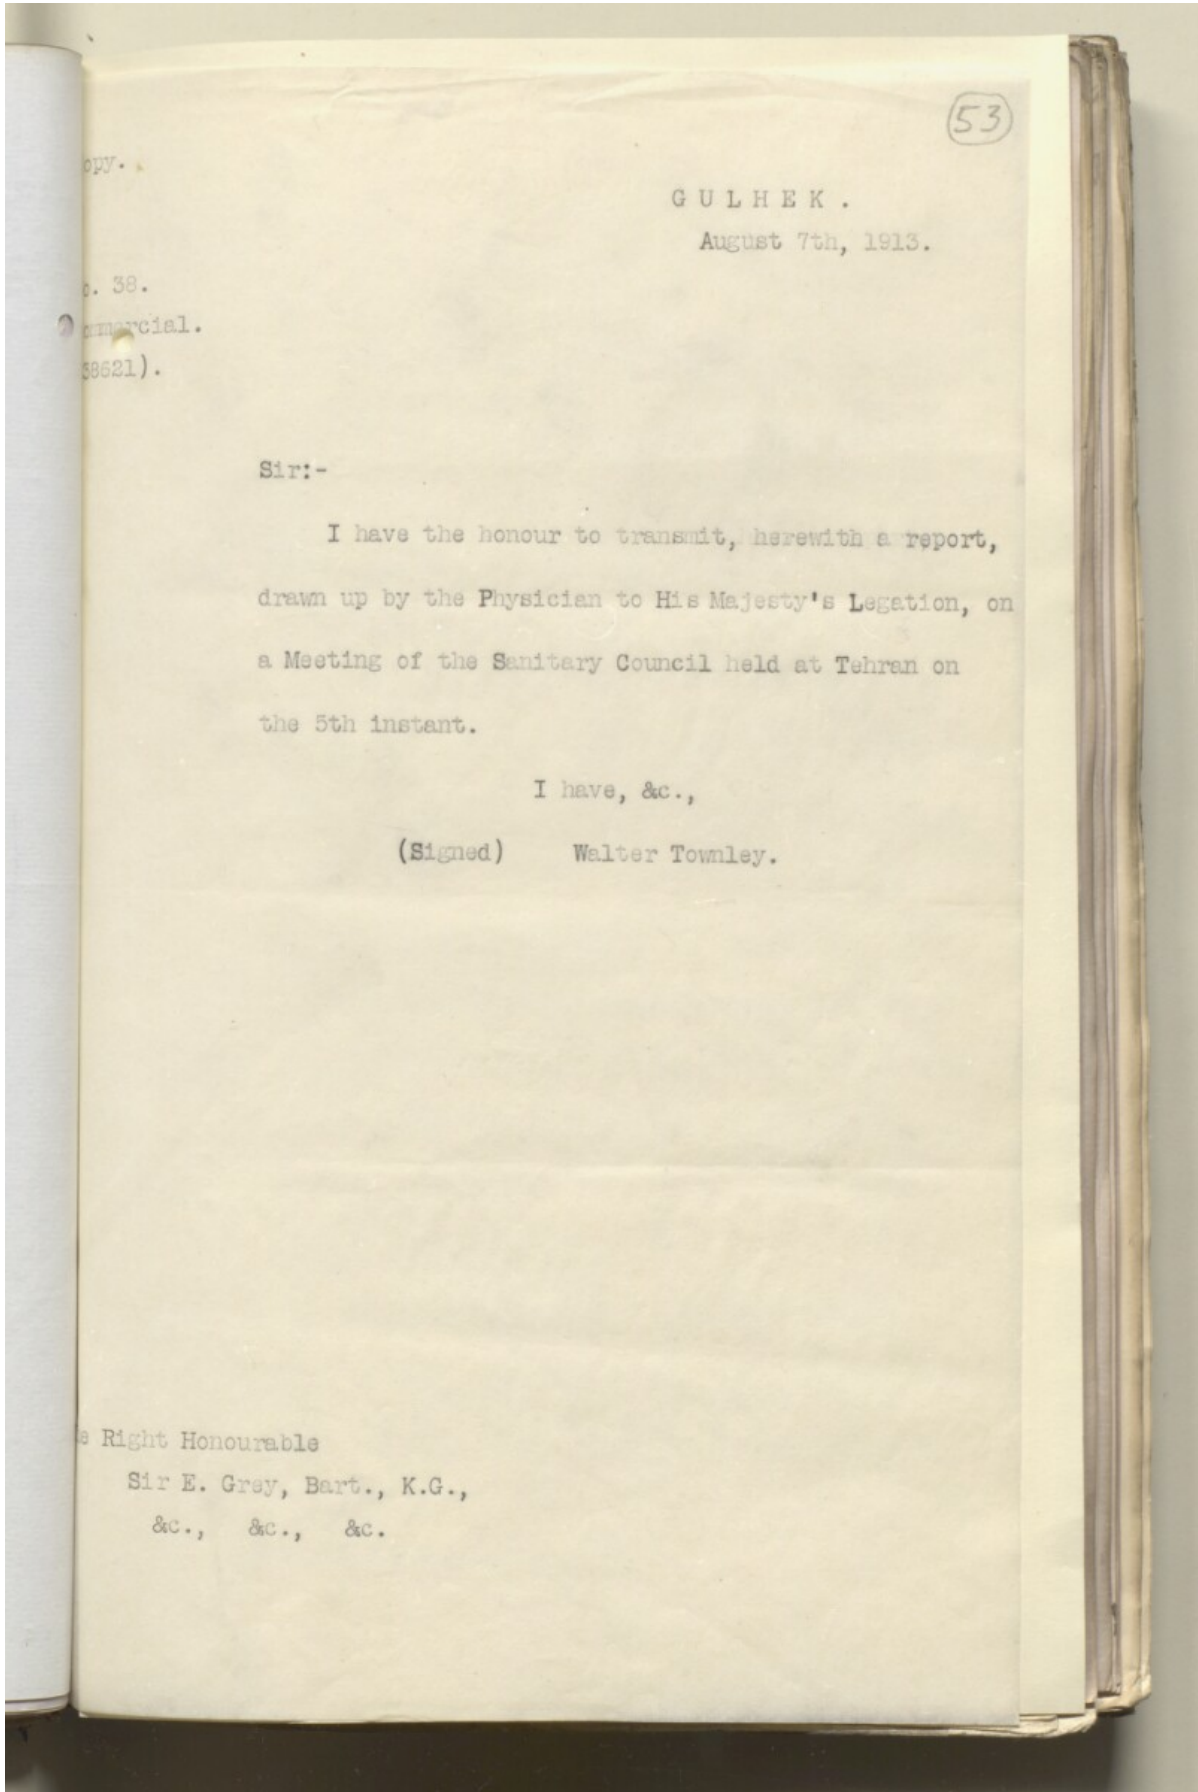 53
opy.
GULHEK.
August 7th, 1913.
o. 38.
ommercial.
38621).
Sir:-
I have the honour to transmit, herewith a report,
drawn up by the Physician to His Majesty's Legation, on
a Meeting of the Sanitary Council held at Tehran on
the 5th instant.
I have, &c.,
(Signed) Walter Townley.
e Right Honourable
Sir E. Grey, Bart., K.G.,
&c., &c., &c.